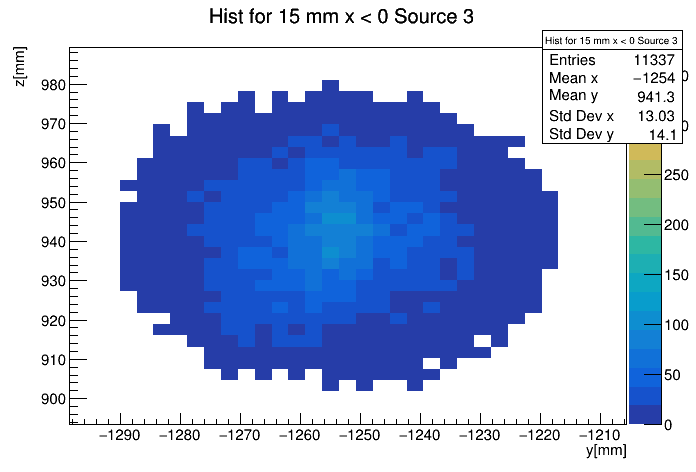 Hist for 15 mm x < 0 Source 3
z[mm]
Hist for 15 mm x < 0 Source 3
Entries 11337
Mean x −1254
Mean y 941.3
Std Dev x 13.03
Std Dev y 14.1
980
970
960
950
940
930
920
910
900
−1290 −1280 −1270 −1260 −1250 −1240 −1230 −1220 −1210
y[mm]
250
200
150
100
50
0